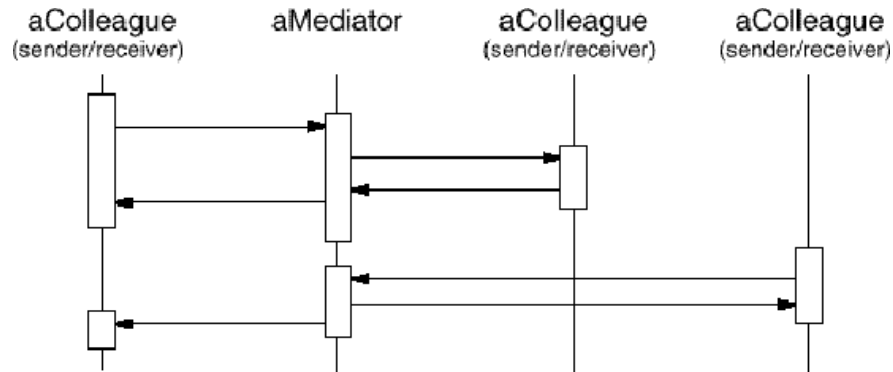 aColleague
(sender/receiver)
aMediator
aColleague
(sender/receiver)
aColleague
(sender/receiver)